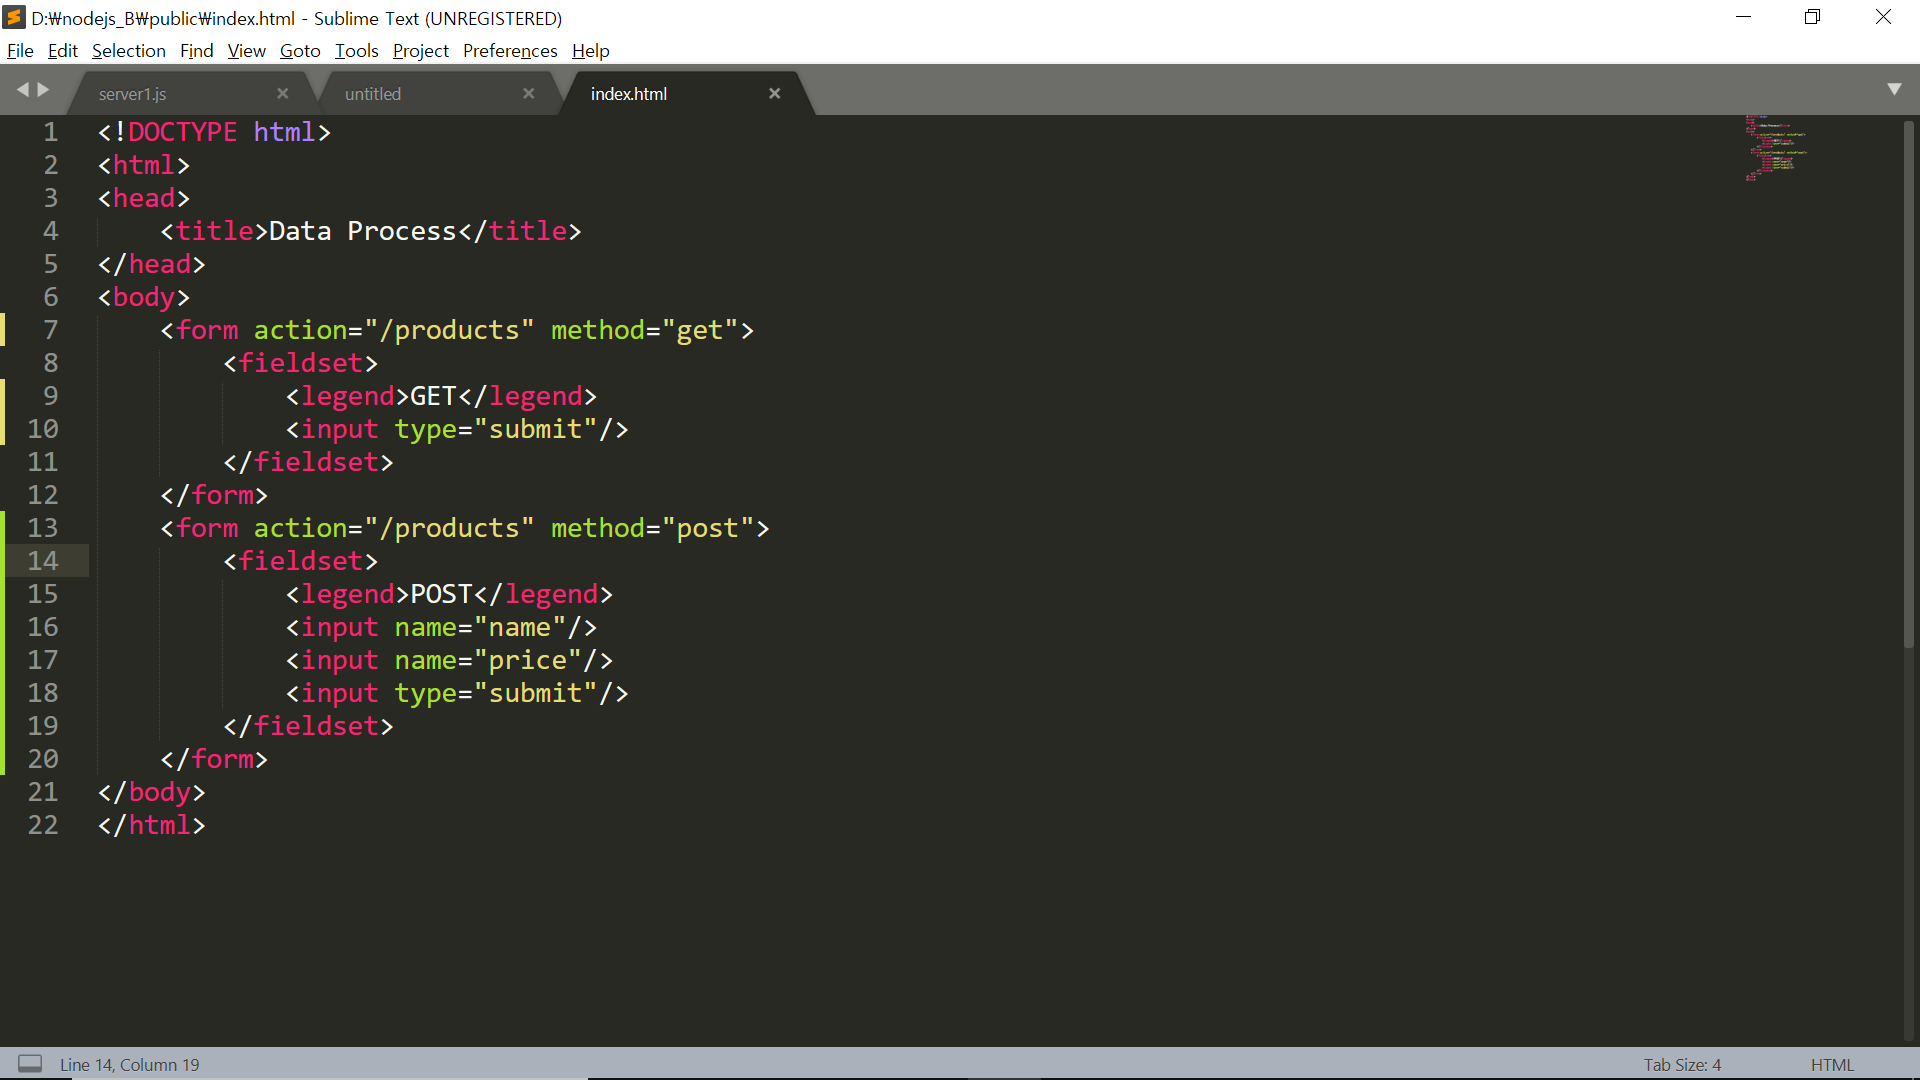 D:₩nodejs_B₩public₩index.html - Sublime Text (UNREGISTERED)
File Edit Selection Find View Goto Tools Project Preferences Help
server1.js untitled index.html
1 <!DOCTYPE html>
2 <html>
3 <head>
4     <title>Data Process</title>
5 </head>
6 <body>
7     <form action="/products" method="get">
8         <fieldset>
9             <legend>GET</legend>
10             <input type="submit"/>
11         </fieldset>
12     </form>
13     <form action="/products" method="post">
14         <fieldset>
15             <legend>POST</legend>
16             <input name="name"/>
17             <input name="price"/>
18             <input type="submit"/>
19         </fieldset>
20     </form>
21 </body>
22 </html>
Line 14, Column 19 Tab Size: 4 HTML